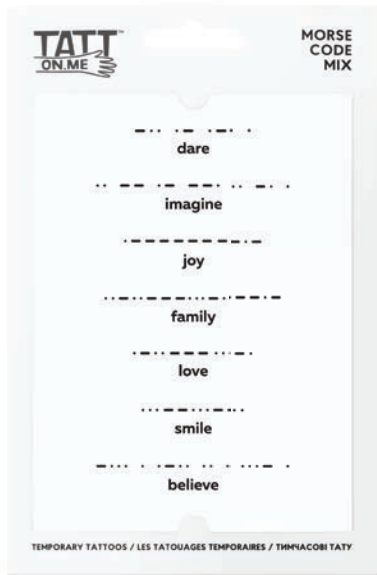 TATT™
ON.ME
MORSE
CODE
MIX
dare
imagine
joy
family
love
smile
believe
TEMPORARY TATTOOS / LES TATOUAGES TEMPORAIRES / ТИМЧАСОВІ ТАТУ